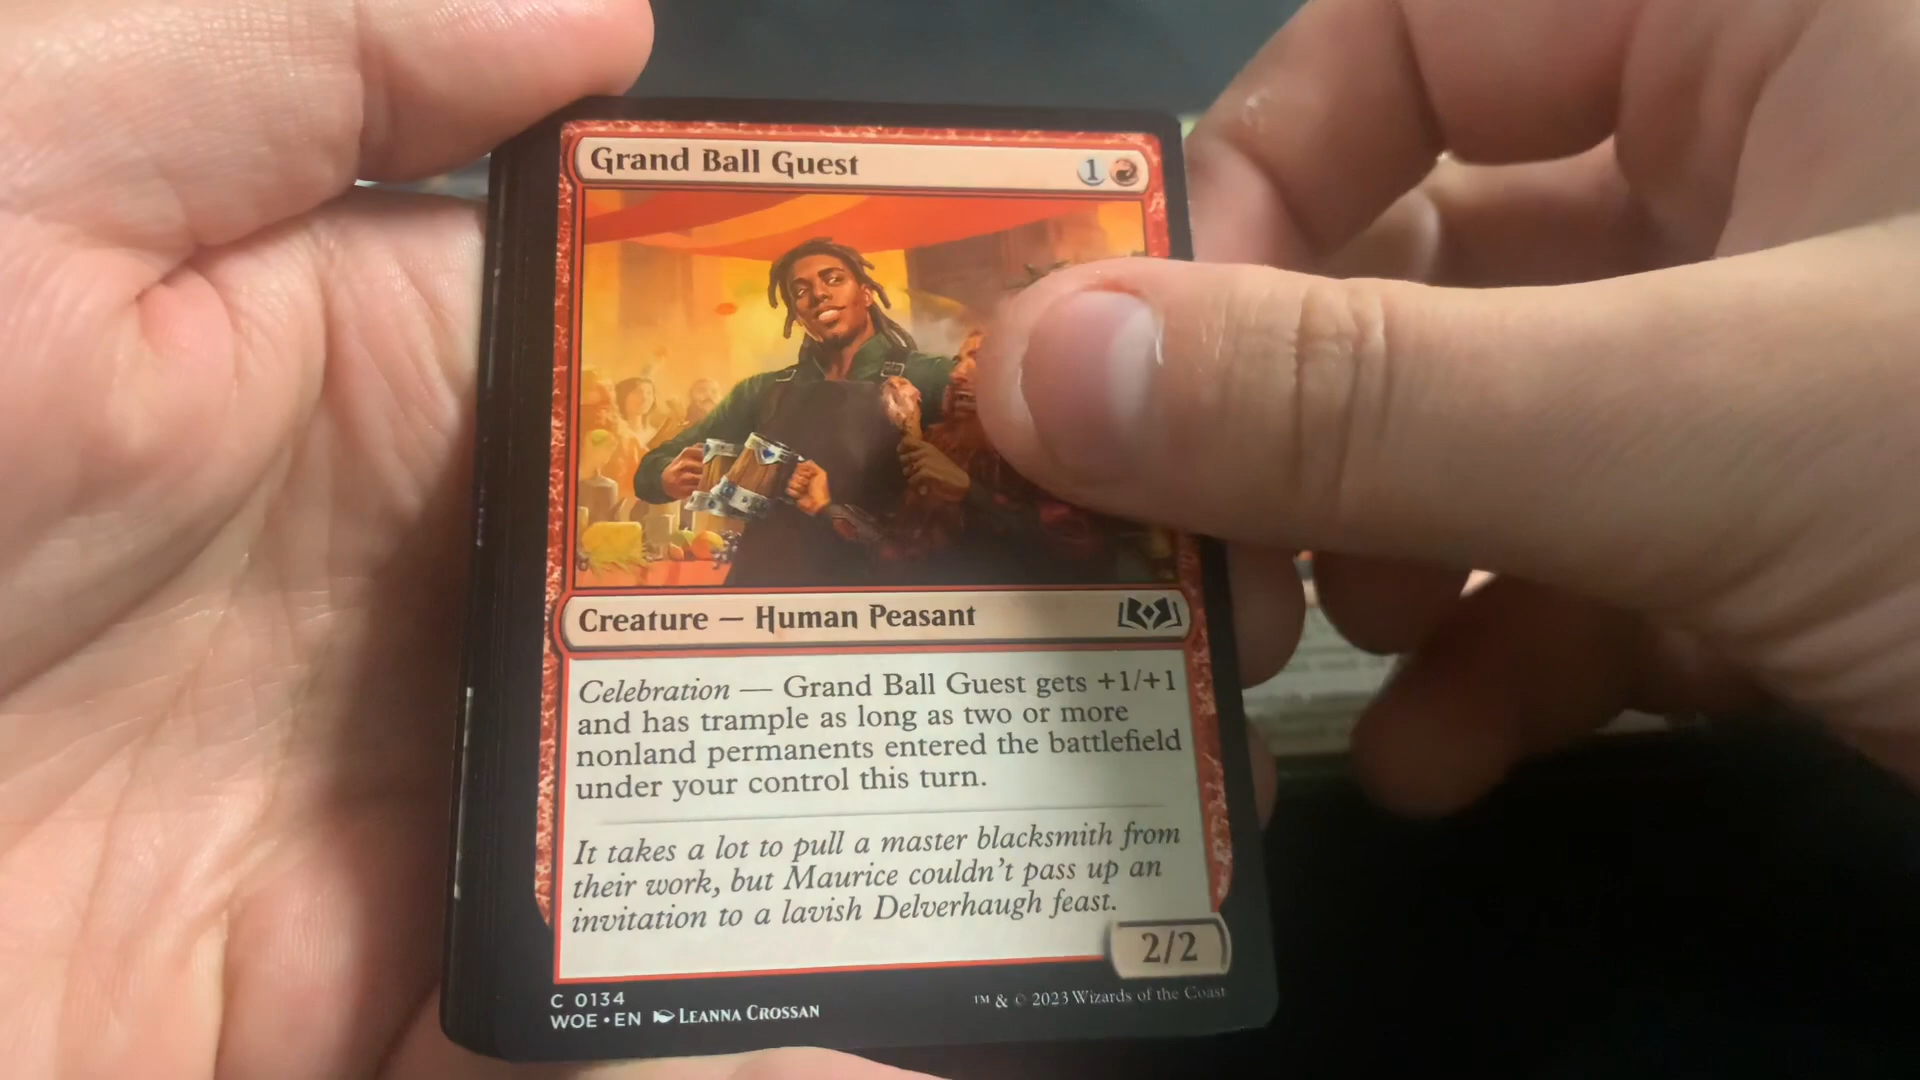 Grand Ball Guest 1
Creature — Human Peasant
Celebration — Grand Ball Guest gets +1/+1
and has trample as long as two or more
nonland permanents entered the battlefield
under your control this turn.
It takes a lot to pull a master blacksmith from
their work, but Maurice couldn't pass up an
invitation to a lavish Delverhaugh feast.
2/2
C 0134
WOE • EN LEANNA CROSSAN
™ & © 2023 Wizards of the Coast